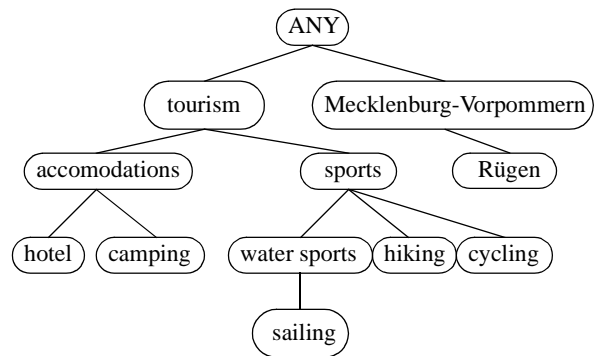 ANY
tourism
Mecklenburg-Vorpommern
accomodations
sports
Rügen
hotel
camping
water sports
hiking
cycling
sailing